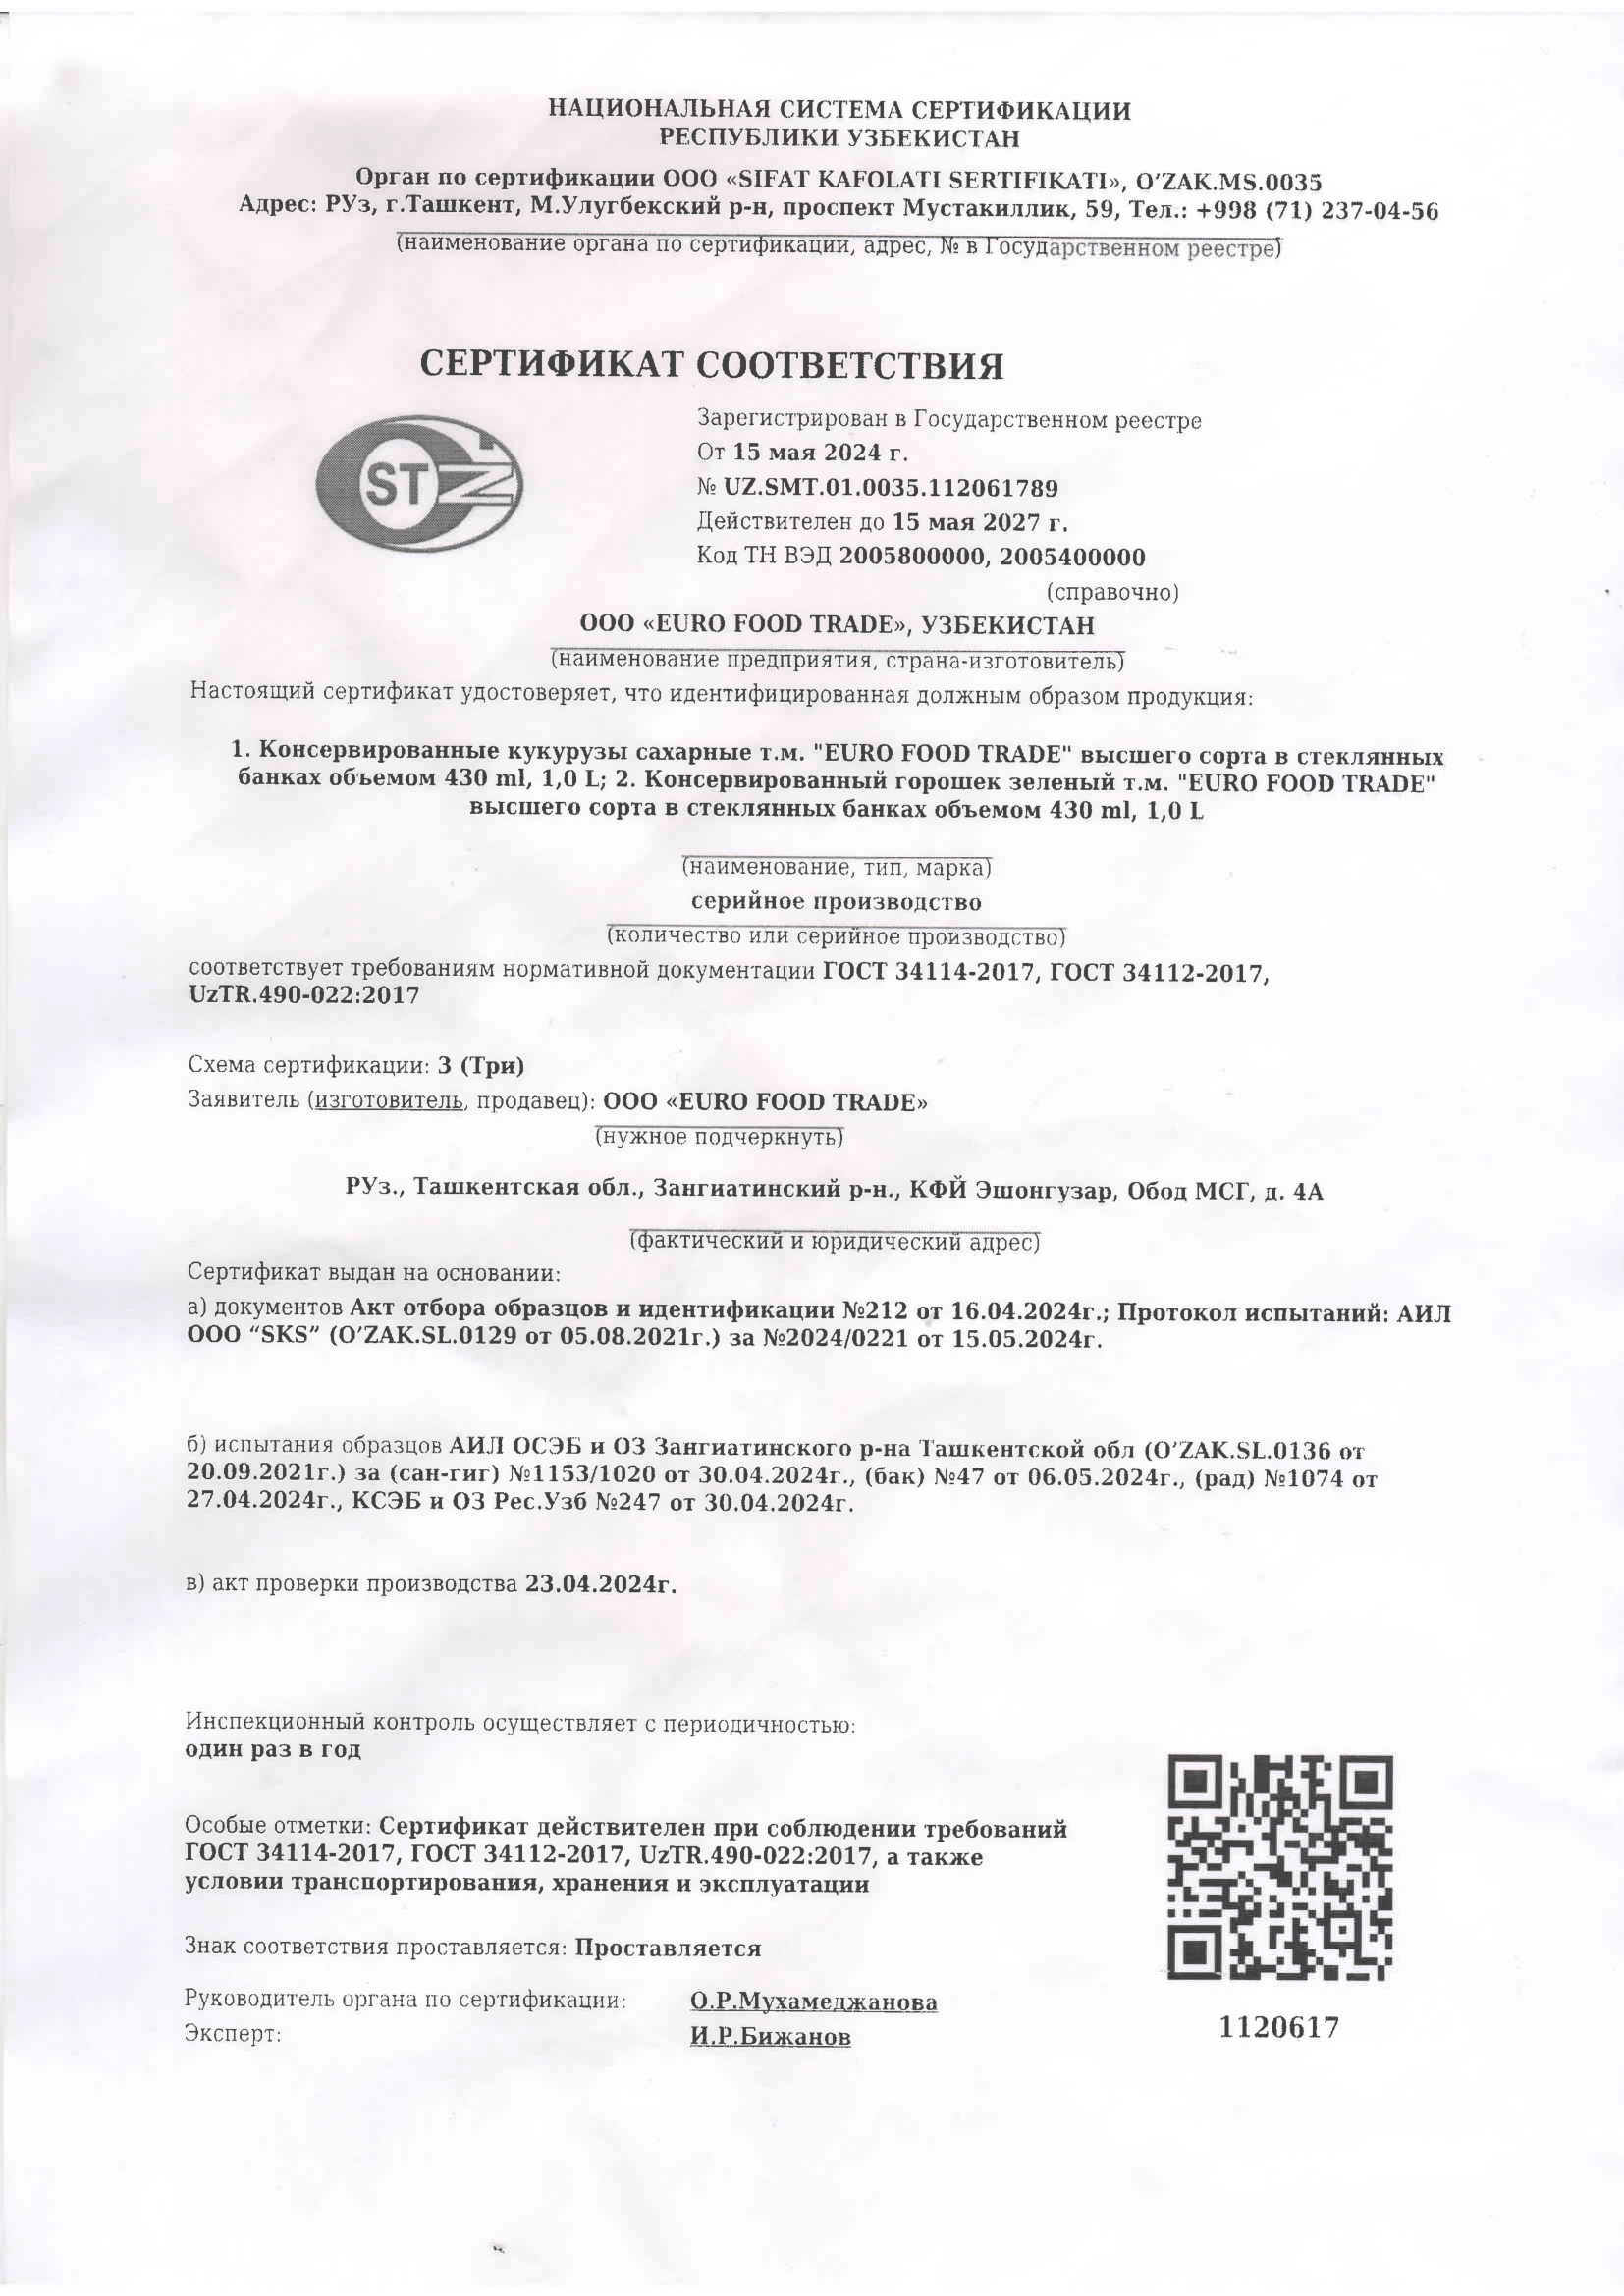 НАЦИОНАЛЬНАЯ СИСТЕМА СЕРТИФИКАЦИИ
РЕСПУБЛИКИ УЗБЕКИСТАН
Орган по сертификации ООО «SIFAT KAFOLATI SERTIFIKATI», O’ZAK.MS.0035
Адрес: РУз, г.Ташкент, М.Улугбекский р-н, проспект Мустакиллик, 59, Тел.: +998 (71) 237-04-56
(наименование органа по сертификации, адрес, № в Государственном реестре)
СЕРТИФИКАТ СООТВЕТСТВИЯ
ST
Зарегистрирован в Государственном реестре
От 15 мая 2024 г.
№ UZ.SMT.01.0035.112061789
Действителен до 15 мая 2027 г.
Код ТН ВЭД 2005800000, 2005400000
(справочно)
ООО «EURO FOOD TRADE», УЗБЕКИСТАН
(наименование предприятия, страна-изготовитель)
Настоящий сертификат удостоверяет, что идентифицированная должным образом продукция:
1. Консервированные кукурузы сахарные т.м. "EURO FOOD TRADE" высшего сорта в стеклянных
банках объемом 430 ml, 1,0 L; 2. Консервированный горошек зеленый т.м. "EURO FOOD TRADE"
высшего сорта в стеклянных банках объемом 430 ml, 1,0 L
(наименование, тип, марка)
серийное производство
(количество или серийное производство)
соответствует требованиям нормативной документации ГОСТ 34114-2017, ГОСТ 34112-2017,
UzTR.490-022:2017
Схема сертификации: 3 (Три)
Заявитель (изготовитель, продавец): ООО «EURO FOOD TRADE»
(нужное подчеркнуть)
РУз., Ташкентская обл., Зангиатинский р-н., КФЙ Эшонгузар, Обод МСГ, д. 4А
(фактический и юридический адрес)
Сертификат выдан на основании:
а) документов Акт отбора образцов и идентификации №212 от 16.04.2024г.; Протокол испытаний: АИЛ
ООО “SKS” (O’ZAK.SL.0129 от 05.08.2021г.) за №2024/0221 от 15.05.2024г.
б) испытания образцов АИЛ ОСЭБ и ОЗ Зангиатинского р-на Ташкентской обл (O’ZAK.SL.0136 от
20.09.2021г.) за (сан-гиг) №1153/1020 от 30.04.2024г., (бак) №47 от 06.05.2024г., (рад) №1074 от
27.04.2024г., КСЭБ и ОЗ Рес.Узб №247 от 30.04.2024г.
в) акт проверки производства 23.04.2024г.
Инспекционный контроль осуществляет с периодичностью:
один раз в год
Особые отметки: Сертификат действителен при соблюдении требований
ГОСТ 34114-2017, ГОСТ 34112-2017, UzTR.490-022:2017, а также
условии транспортирования, хранения и эксплуатации
Знак соответствия проставляется: Проставляется
Руководитель органа по сертификации: О.Р.Мухамеджанова
Эксперт: И.Р.Бижанов
1120617